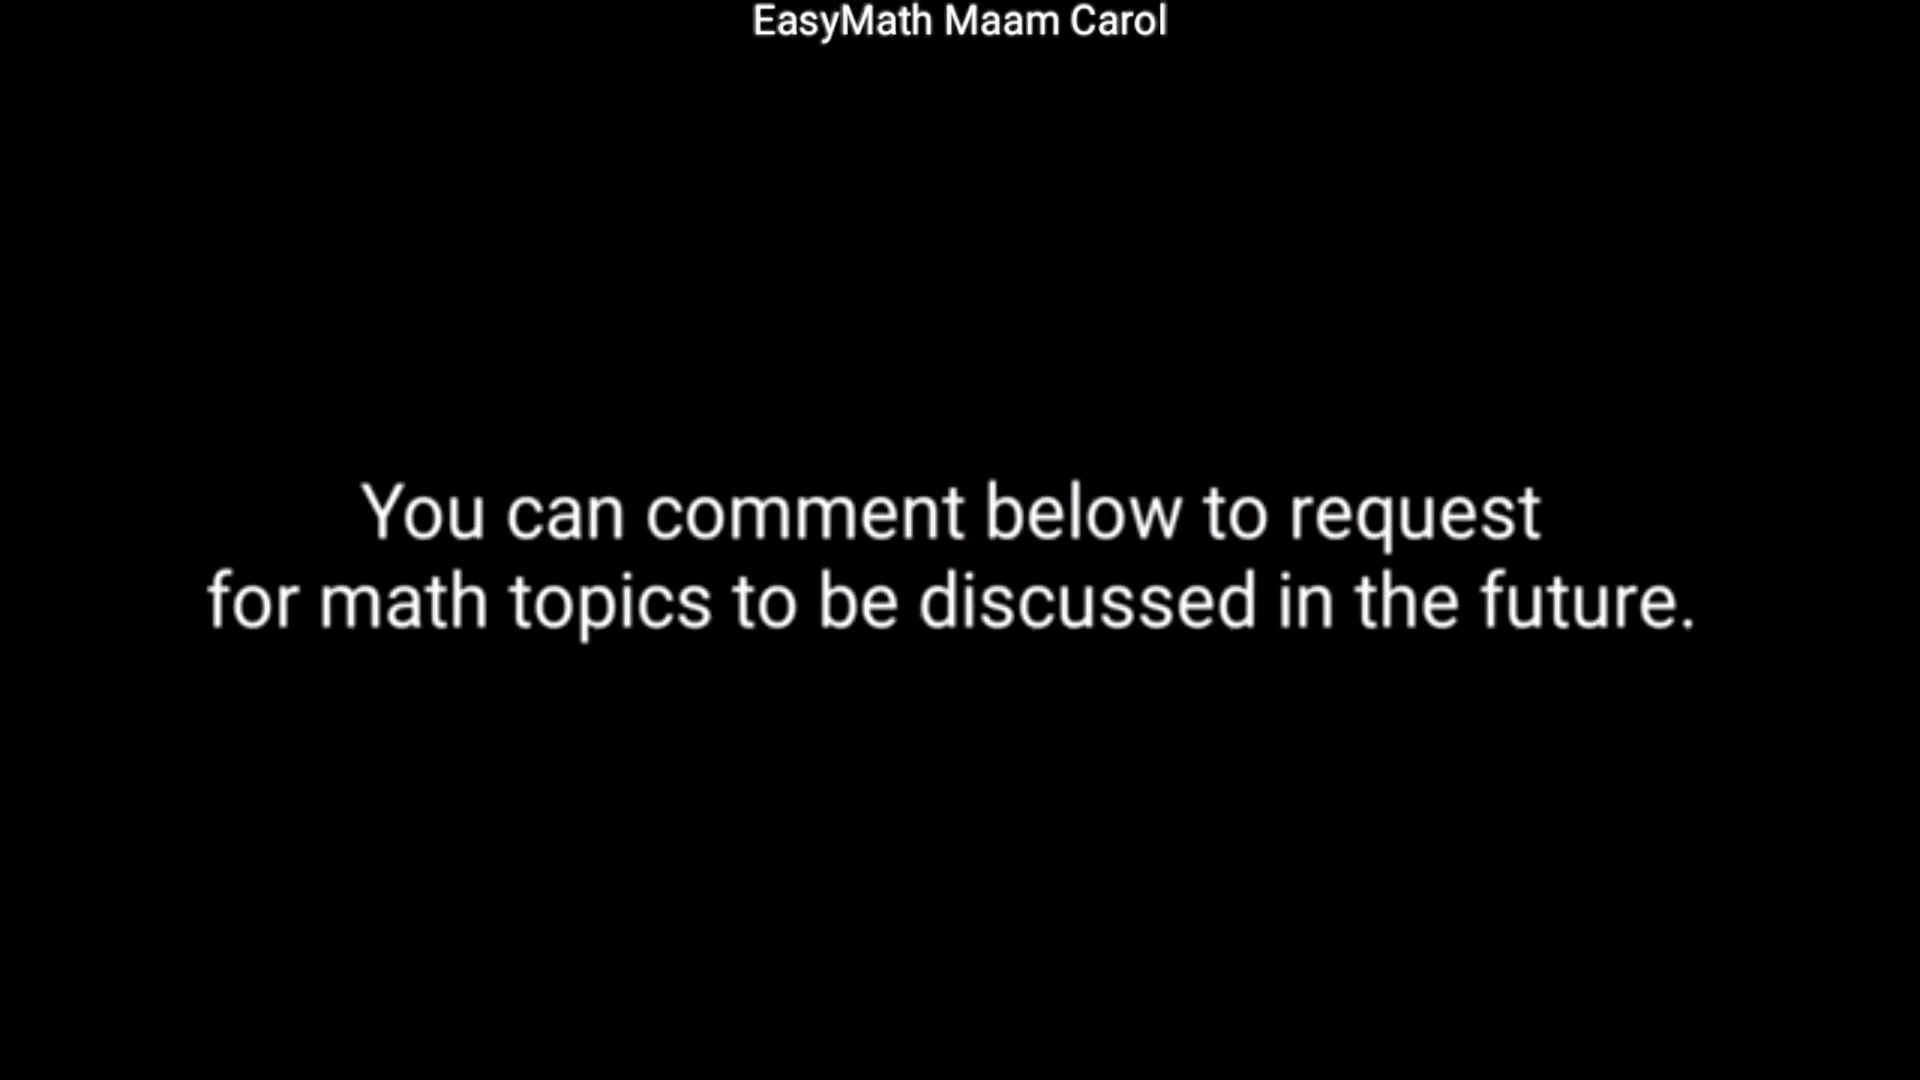 EasyMath Maam Carol
You can comment below to request
for math topics to be discussed in the future.